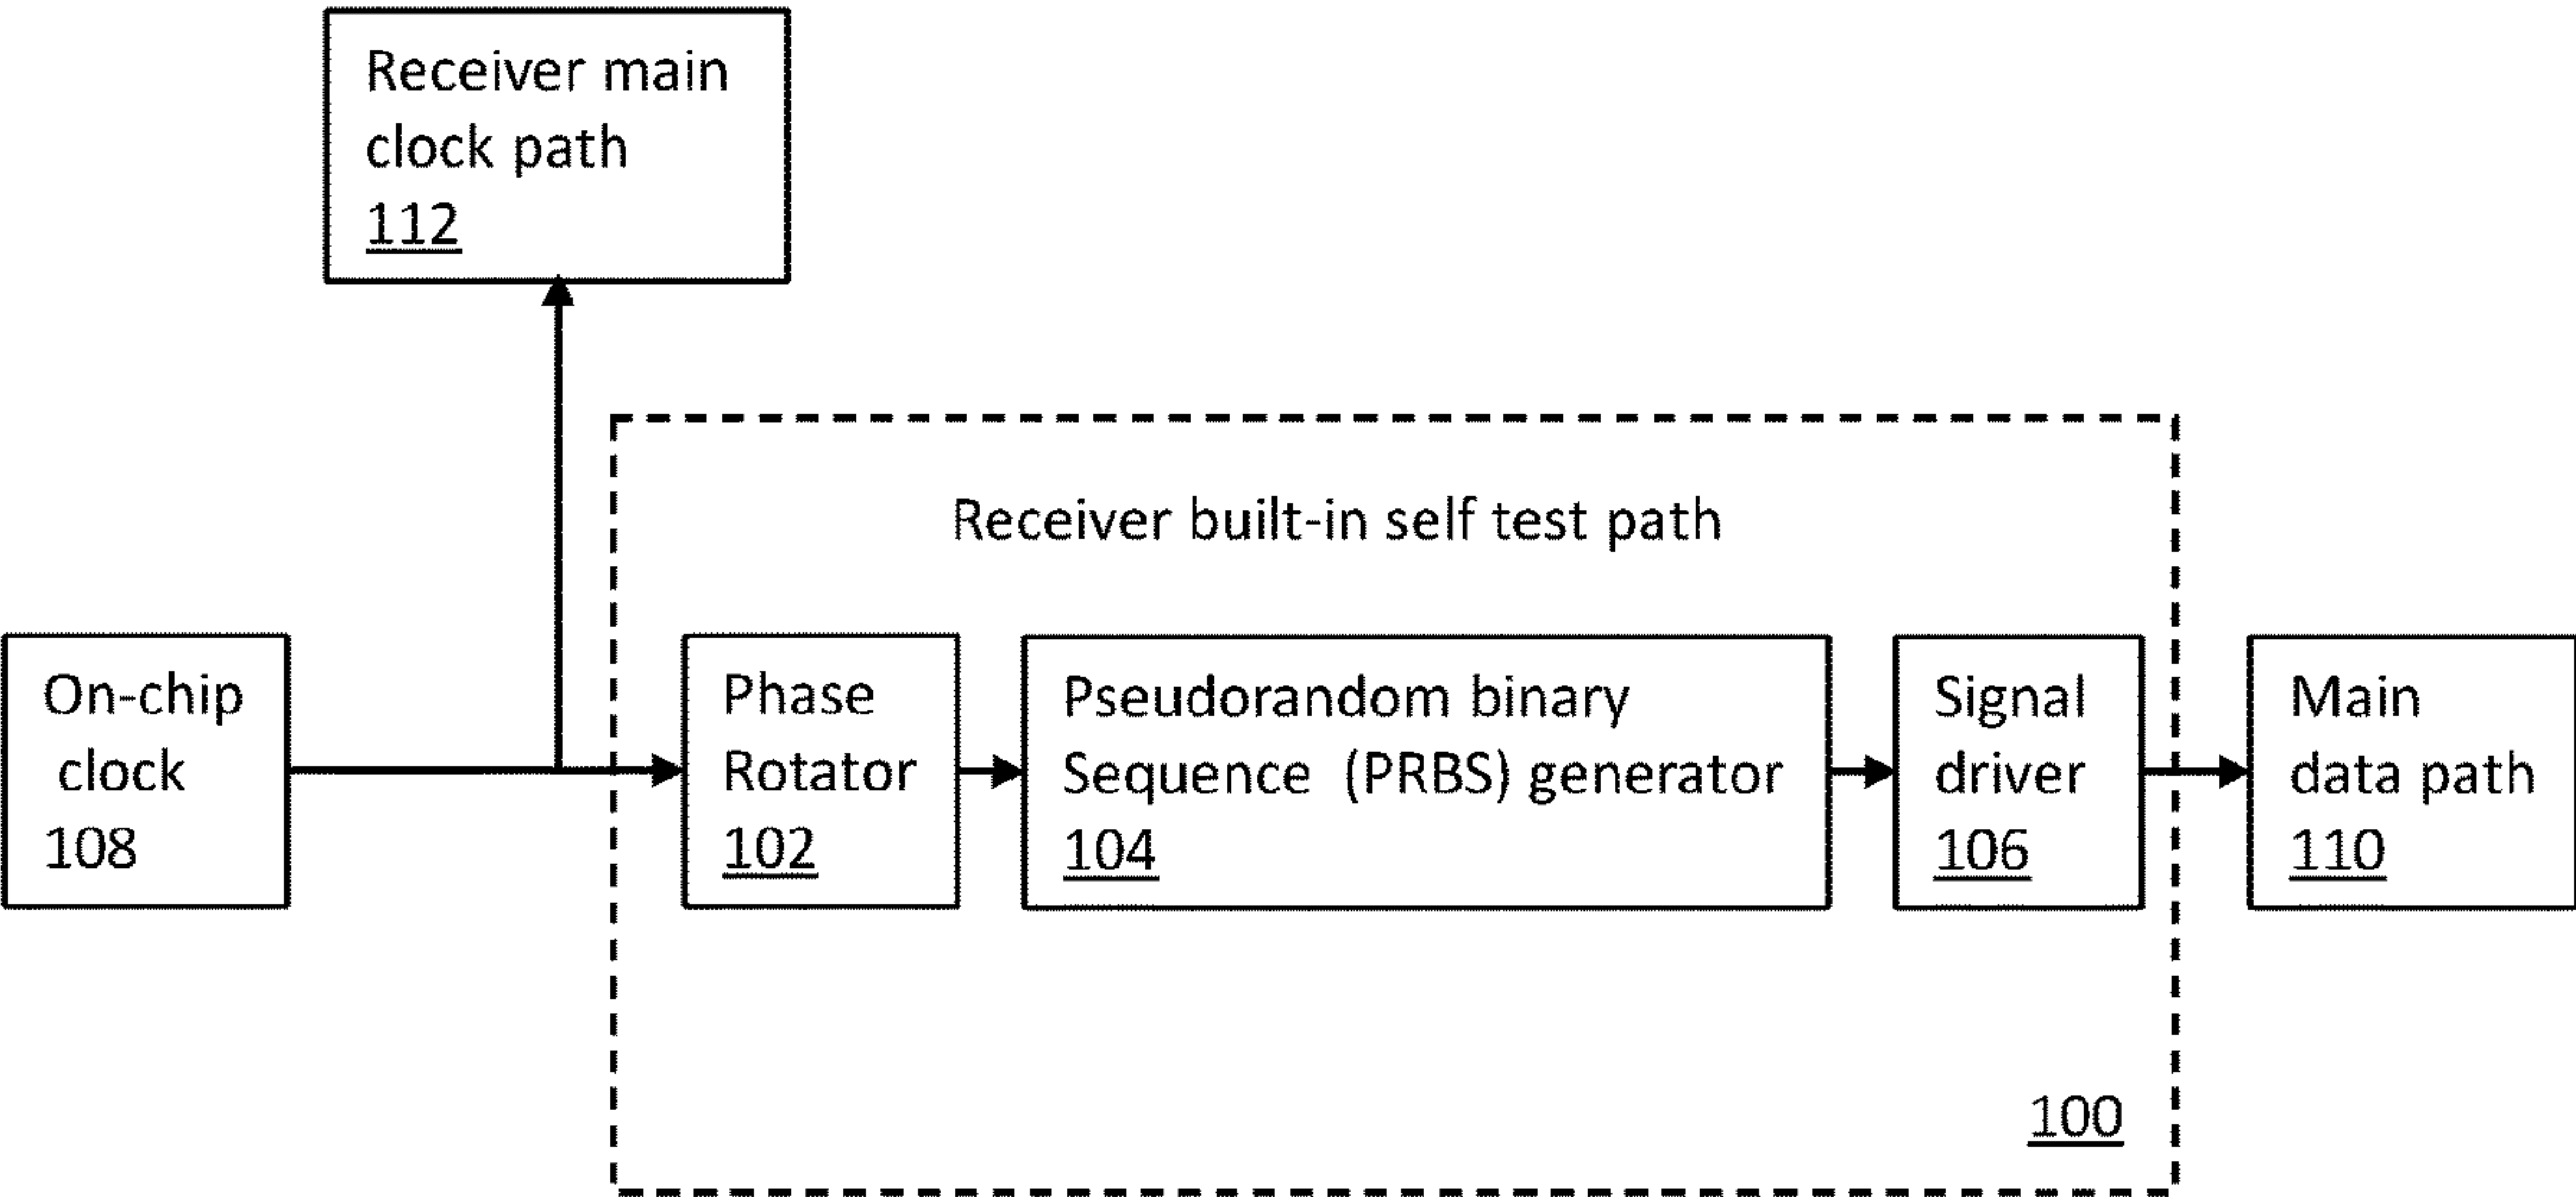 Receiver main
clock path
112
Receiver built-in self test path
On-chip
clock
108
Phase
Rotator
102
Pseudorandom binary
Sequence (PRBS) generator
104
Signal
driver
106
Main
data path
110
100